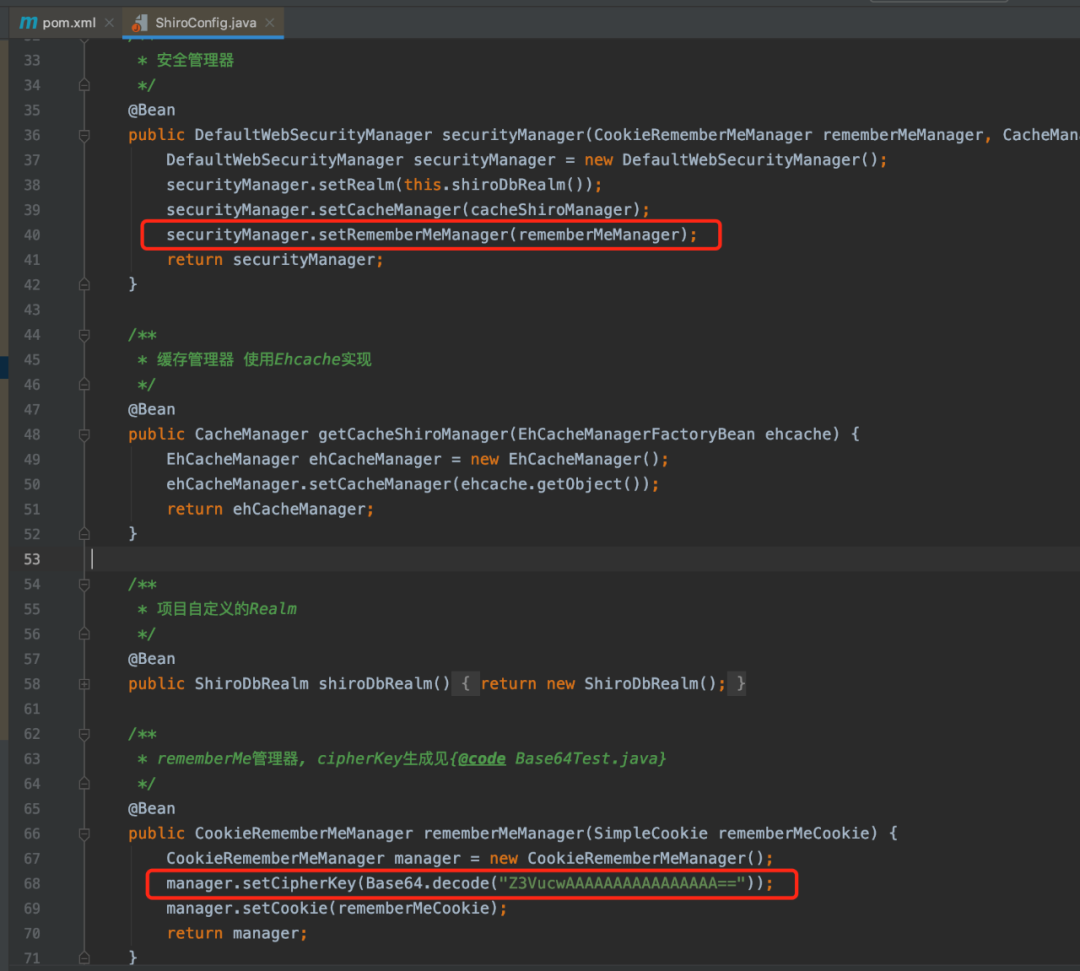 pom.xml
ShiroConfig.java
33 * 安全管理器
34 */
35 @Bean
36 public DefaultWebSecurityManager securityManager(CookieRememberMeManager rememberMeManager, CacheMan
37 DefaultWebSecurityManager securityManager = new DefaultWebSecurityManager();
38 securityManager.setRealm(this.shiroDbRealm());
39 securityManager.setCacheManager(cacheShiroManager);
40 securityManager.setRememberMeManager(rememberMeManager);
41 return securityManager;
42 }
43
44 /**
45 * 缓存管理器 使用Ehcache实现
46 */
47 @Bean
48 public CacheManager getCacheShiroManager(EhCacheManagerFactoryBean ehcache) {
49 EhCacheManager ehCacheManager = new EhCacheManager();
50 ehCacheManager.setCacheManager(ehcache.getObject());
51 return ehCacheManager;
52 }
53
54 /**
55 * 项目自定义的Realm
56 */
57 @Bean
58 public ShiroDbRealm shiroDbRealm() { return new ShiroDbRealm(); }
61
62 /**
63 * rememberMe管理器, cipherKey生成见{@code Base64Test.java}
64 */
65 @Bean
66 public CookieRememberMeManager rememberMeManager(SimpleCookie rememberMeCookie) {
67 CookieRememberMeManager manager = new CookieRememberMeManager();
68 manager.setCipherKey(Base64.decode("Z3VucwAAAAAAAAAAAAAAAA=="));
69 manager.setCookie(rememberMeCookie);
70 return manager;
71 }